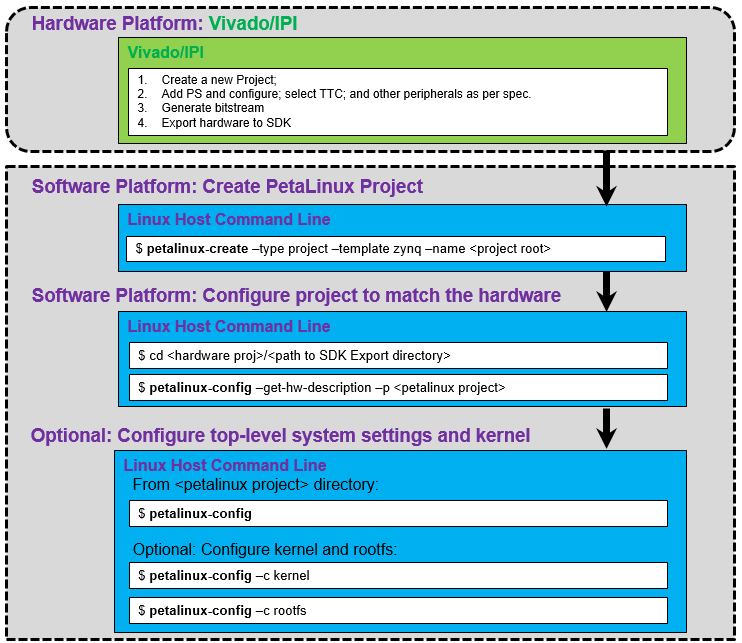 Hardware Platform: Vivado/IPI
Vivado/IPI
1. Create a new Project;
2. Add PS and configure; select TTC; and other peripherals as per spec.
3. Generate bitstream
4. Export hardware to SDK
Software Platform: Create PetaLinux Project
Linux Host Command Line
$ petalinux-create –type project –template zynq –name <project root>
Software Platform: Configure project to match the hardware
Linux Host Command Line
$ cd <hardware proj>/<path to SDK Export directory>
$ petalinux-config –get-hw-description –p <petalinux project>
Optional: Configure top-level system settings and kernel
Linux Host Command Line
From <petalinux project> directory:
$ petalinux-config
Optional: Configure kernel and rootfs:
$ petalinux-config –c kernel
$ petalinux-config –c rootfs